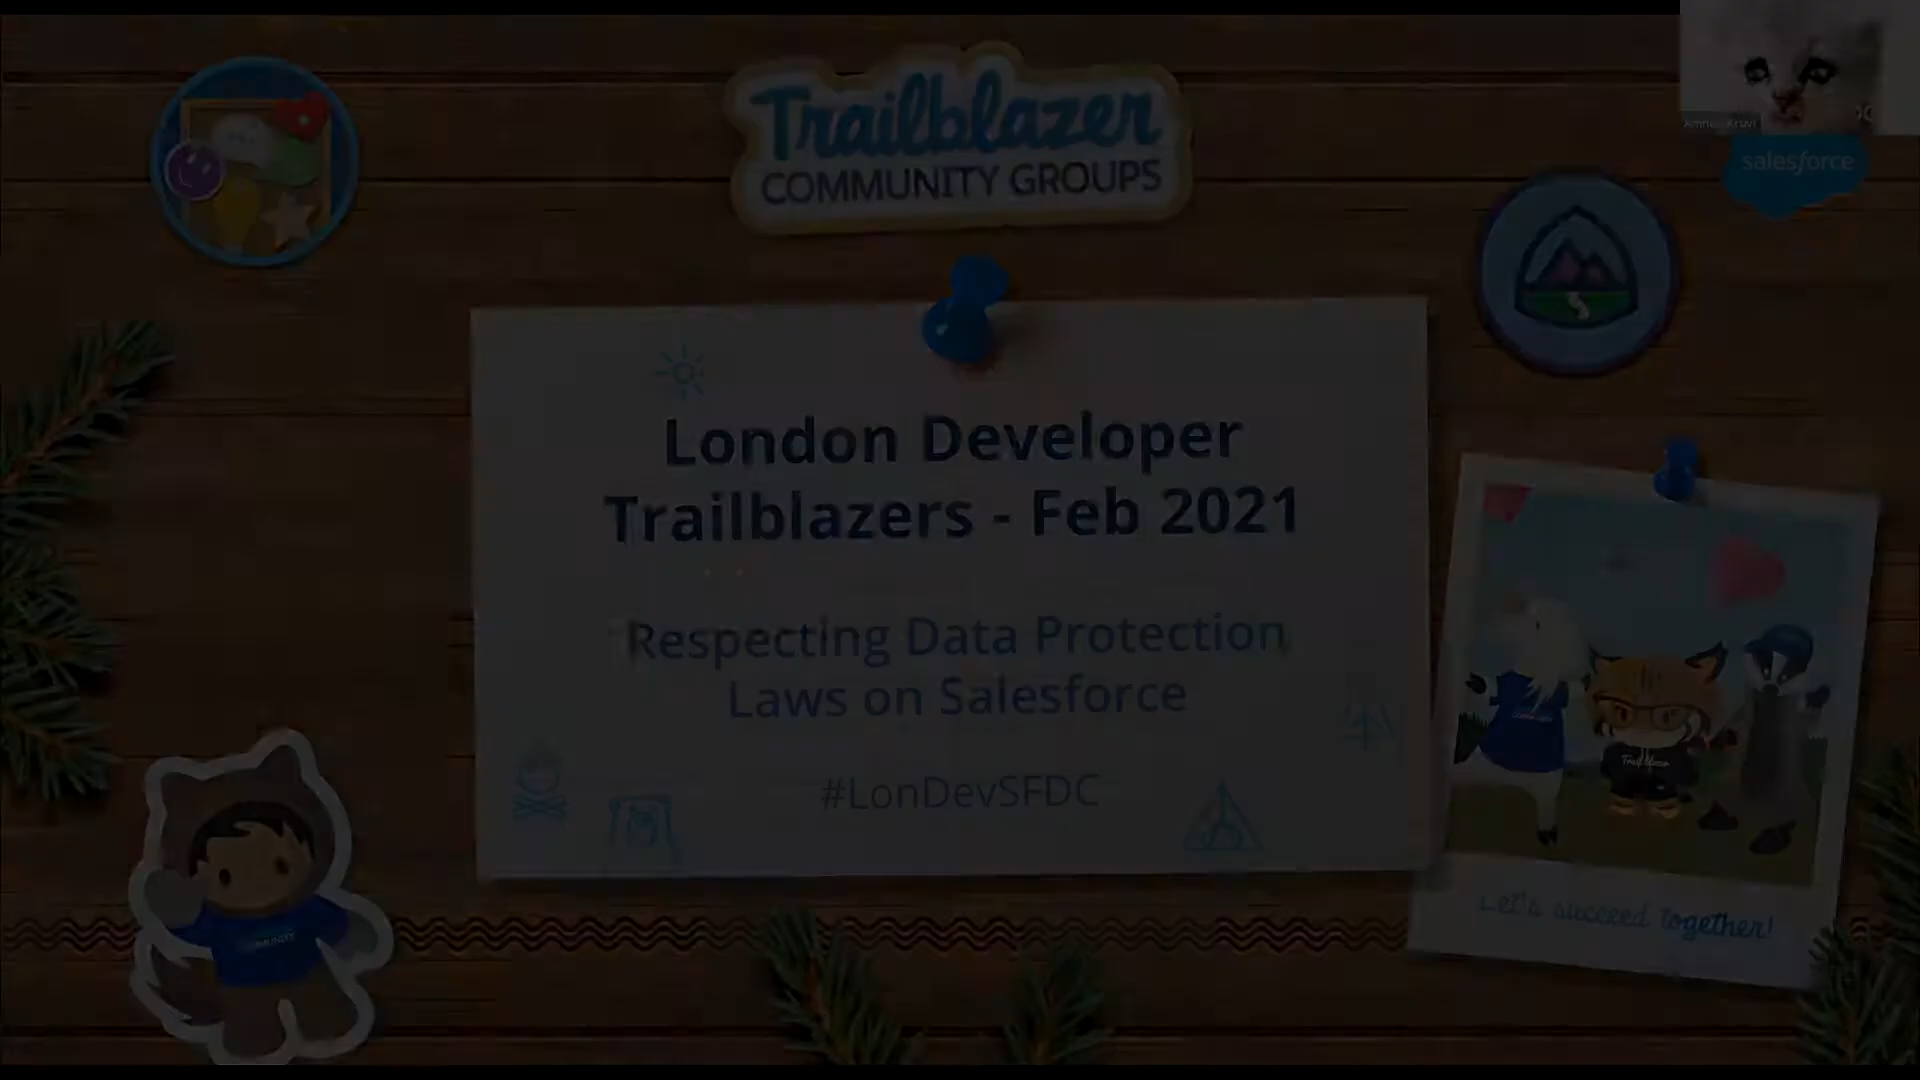 Trailblazer
COMMUNITY GROUPS
salesforce
London Developer
Trailblazers - Feb 2021
Respecting Data Protection
Laws on Salesforce
#LonDevSFDC
Let's succeed together!